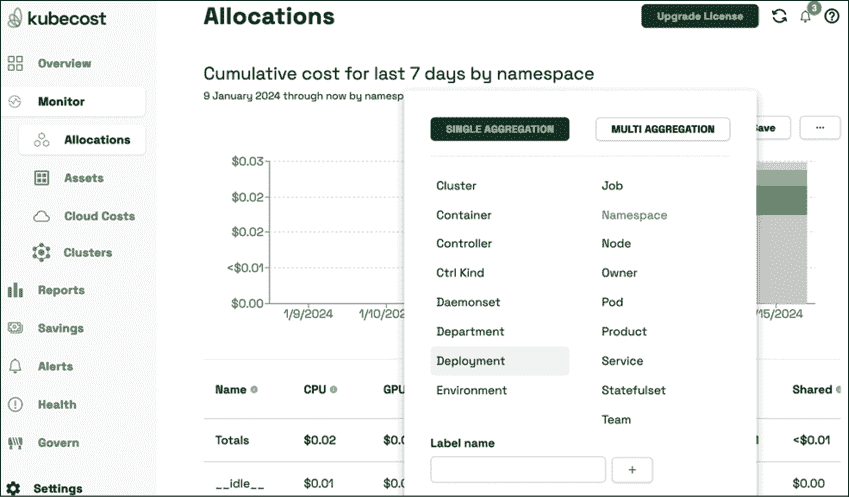 kubecost
Allocations
Upgrade License
3
Overview
Monitor
Allocations
Assets
Cloud Costs
Clusters
Reports
Savings
Alerts
Health
Govern
Settings
Cumulative cost for last 7 days by namespace
9 January 2024 through now by namesp
SINGLE AGGREGATION
MULTI AGGREGATION
ave
...
$0.03
$0.02
$0.02
<$0.01
$0.00
1/9/2024
1/10/202
/15/2024
Cluster
Container
Controller
Ctrl Kind
Daemonset
Department
Deployment
Environment
Job
Namespace
Node
Owner
Pod
Product
Service
Statefulset
Team
Label name
+
Name CPU GPU Shared
Totals $0.02 $0.0 <$0.01
__idle__ $0.01 $0.0 $0.00